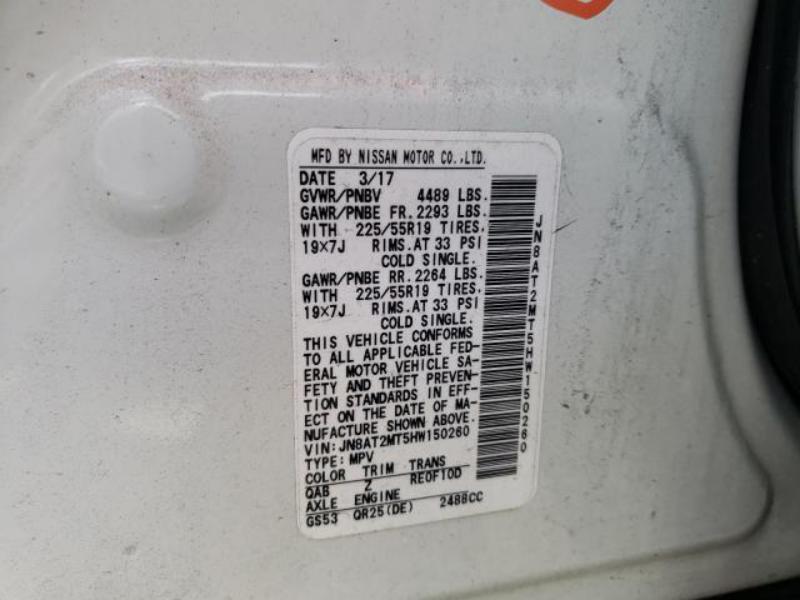 MFD BY NISSAN MOTOR CO.,LTD.
DATE 3/17
GVWR/PNBV 4489 LBS.
GAWR/PNBE FR. 2293 LBS.
WITH 225/55R19 TIRES.
19×7J RIMS. AT 33 PSI
COLD SINGLE.
GAWR/PNBE RR. 2264 LBS.
WITH 225/55R19 TIRES.
19×7J RIMS. AT 33 PSI
COLD SINGLE.
THIS VEHICLE CONFORMS
TO ALL APPLICABLE FED-
ERAL MOTOR VEHICLE SA-
FETY AND THEFT PREVEN-
TION STANDARDS IN EFF-
ECT ON THE DATE OF MA-
NUFACTURE SHOWN ABOVE.
VIN: JN8AT2MT5HW150260
TYPE: MPV
COLOR TRIM TRANS
QAB Z RE0F10D
AXLE ENGINE
GS53 QR25(DE) 2488CC
JN8AT2MT5HW150260